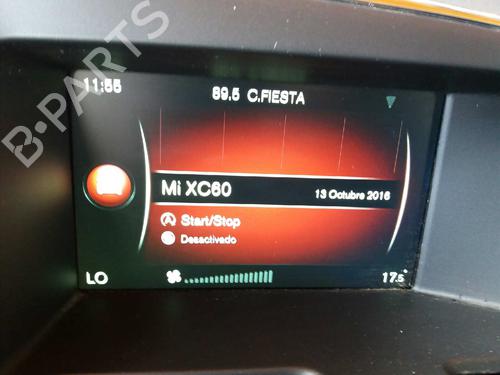 B-PARTS
11:55 89.5 C.FIESTA
Mi XC60 13 Octubre 2016
Start/Stop
Desactivado
LO 17.5